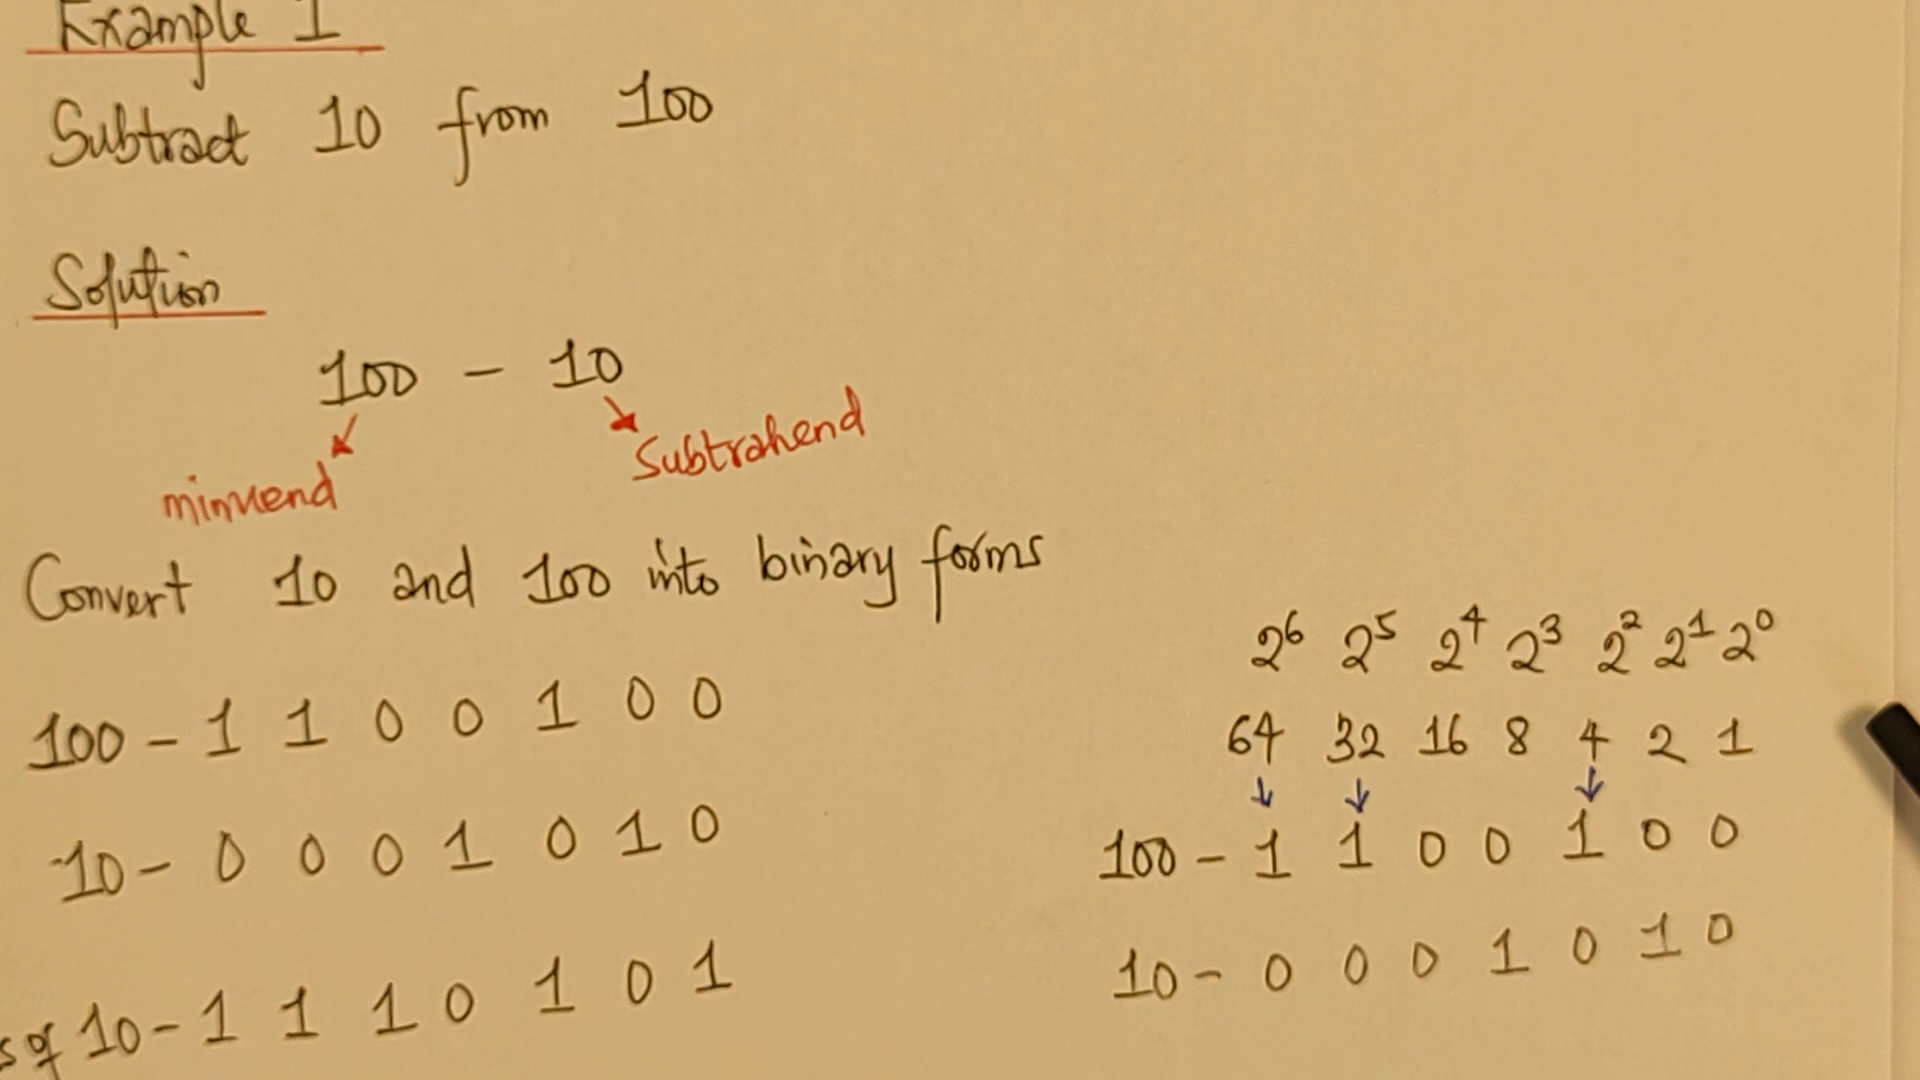 Example 1
Subtract 10 from 100
Solution
100 - 10
minuend
Subtrahend
Convert 10 and 100 into binary forms
100 - 1 1 0 0 1 0 0
10 - 0 0 0 1 0 1 0
s of 10 - 1 1 1 0 1 0 1
2⁶ 2⁵ 2⁴ 2³ 2² 2¹ 2⁰
64 32 16 8 4 2 1
100 - 1 1 0 0 1 0 0
10 - 0 0 0 1 0 1 0